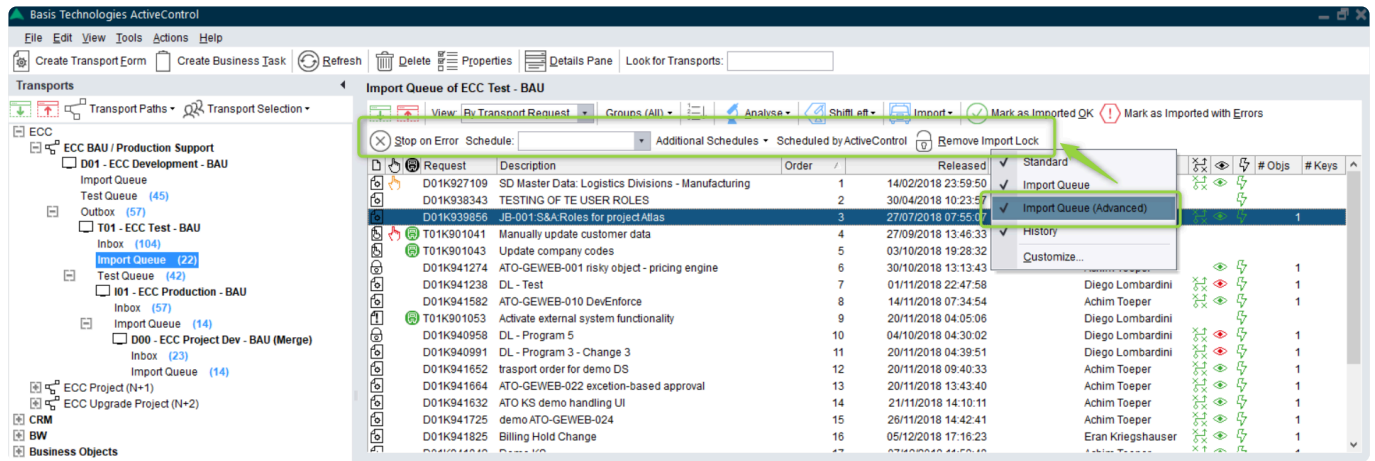 Basis Technologies ActiveControl
File Edit View Tools Actions Help
Create Transport Form Create Business Task Refresh Delete Properties Details Pane Look for Transports:
Transports
Transport Paths Transport Selection
ECC
ECC BAU / Production Support
D01 - ECC Development - BAU
Import Queue
Test Queue (45)
Outbox (57)
T01 - ECC Test - BAU
Inbox (104)
Import Queue (22)
Test Queue (42)
I01 - ECC Production - BAU
Inbox (57)
Import Queue (14)
D00 - ECC Project Dev - BAU (Merge)
Inbox (23)
Import Queue (14)
ECC Project (N+1)
ECC Upgrade Project (N+2)
CRM
BW
Business Objects
Import Queue of ECC Test - BAU
View: By Transport Request Groups (All) Analyse ShiftLeft Import Mark as Imported OK Mark as Imported with Errors
Stop on Error Schedule: Additional Schedules Scheduled by ActiveControl Remove Import Lock
Request Description Order / Released # Objs # Keys
D01K927109 SD Master Data: Logistics Divisions - Manufacturing 1 14/02/2018 23:59:50
D01K938343 TESTING OF TE USER ROLES 2 30/04/2018 10:23:57
D01K939856 JB-001:S&A:Roles for project Atlas 3 27/07/2018 07:55:07 1
T01K901041 Manually update customer data 4 27/09/2018 13:46:33
T01K901043 Update company codes 5 03/10/2018 19:28:32
D01K941274 ATO-GEWEB-001 risky object - pricing engine 6 30/10/2018 13:13:43 Achim Toeper 1
D01K941238 DL - Test 7 01/11/2018 22:47:58 Diego Lombardini 1
D01K941582 ATO-GEWEB-010 DevEnforce 8 14/11/2018 07:34:54 Achim Toeper 1
T01K901053 Activate external system functionality 9 20/11/2018 04:05:06 Diego Lombardini
D01K940958 DL - Program 5 10 04/10/2018 04:30:02 Diego Lombardini 1
D01K940991 DL - Program 3 - Change 3 11 20/11/2018 04:39:51 Diego Lombardini 1
D01K941652 trasport order for demo DS 12 20/11/2018 09:40:33 Achim Toeper 1
D01K941664 ATO-GEWEB-022 excetion-based approval 13 20/11/2018 13:43:40 Achim Toeper 1
D01K941632 ATO KS demo handling UI 14 21/11/2018 14:10:11 Achim Toeper 1
D01K941725 demo ATO-GEWEB-024 15 26/11/2018 14:42:41 Achim Toeper 1
D01K941825 Billing Hold Change 16 05/12/2018 17:16:23 Eran Kriegshauser 1
Standard
Import Queue
Import Queue (Advanced)
History
Customize...